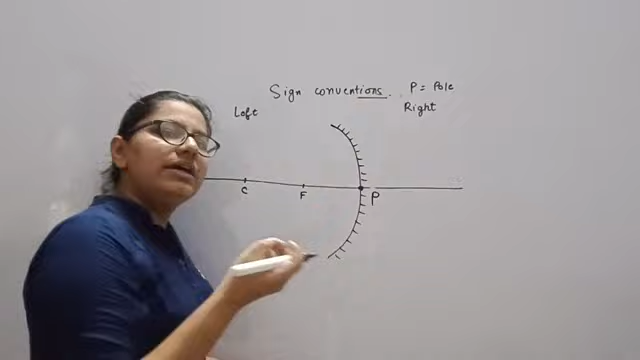 Sign conventions. P = Pole
Left Right
C F P